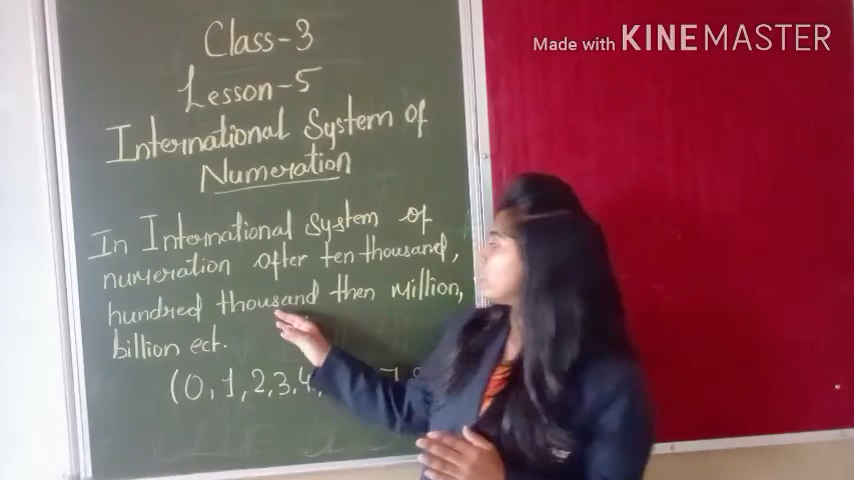 Made with KINEMASTER
Class-3
Lesson-5
International System of
Numeration
In International System of
numeration after ten thousand,
hundred thousand then million,
billion ect.
(0,1,2,3,4,